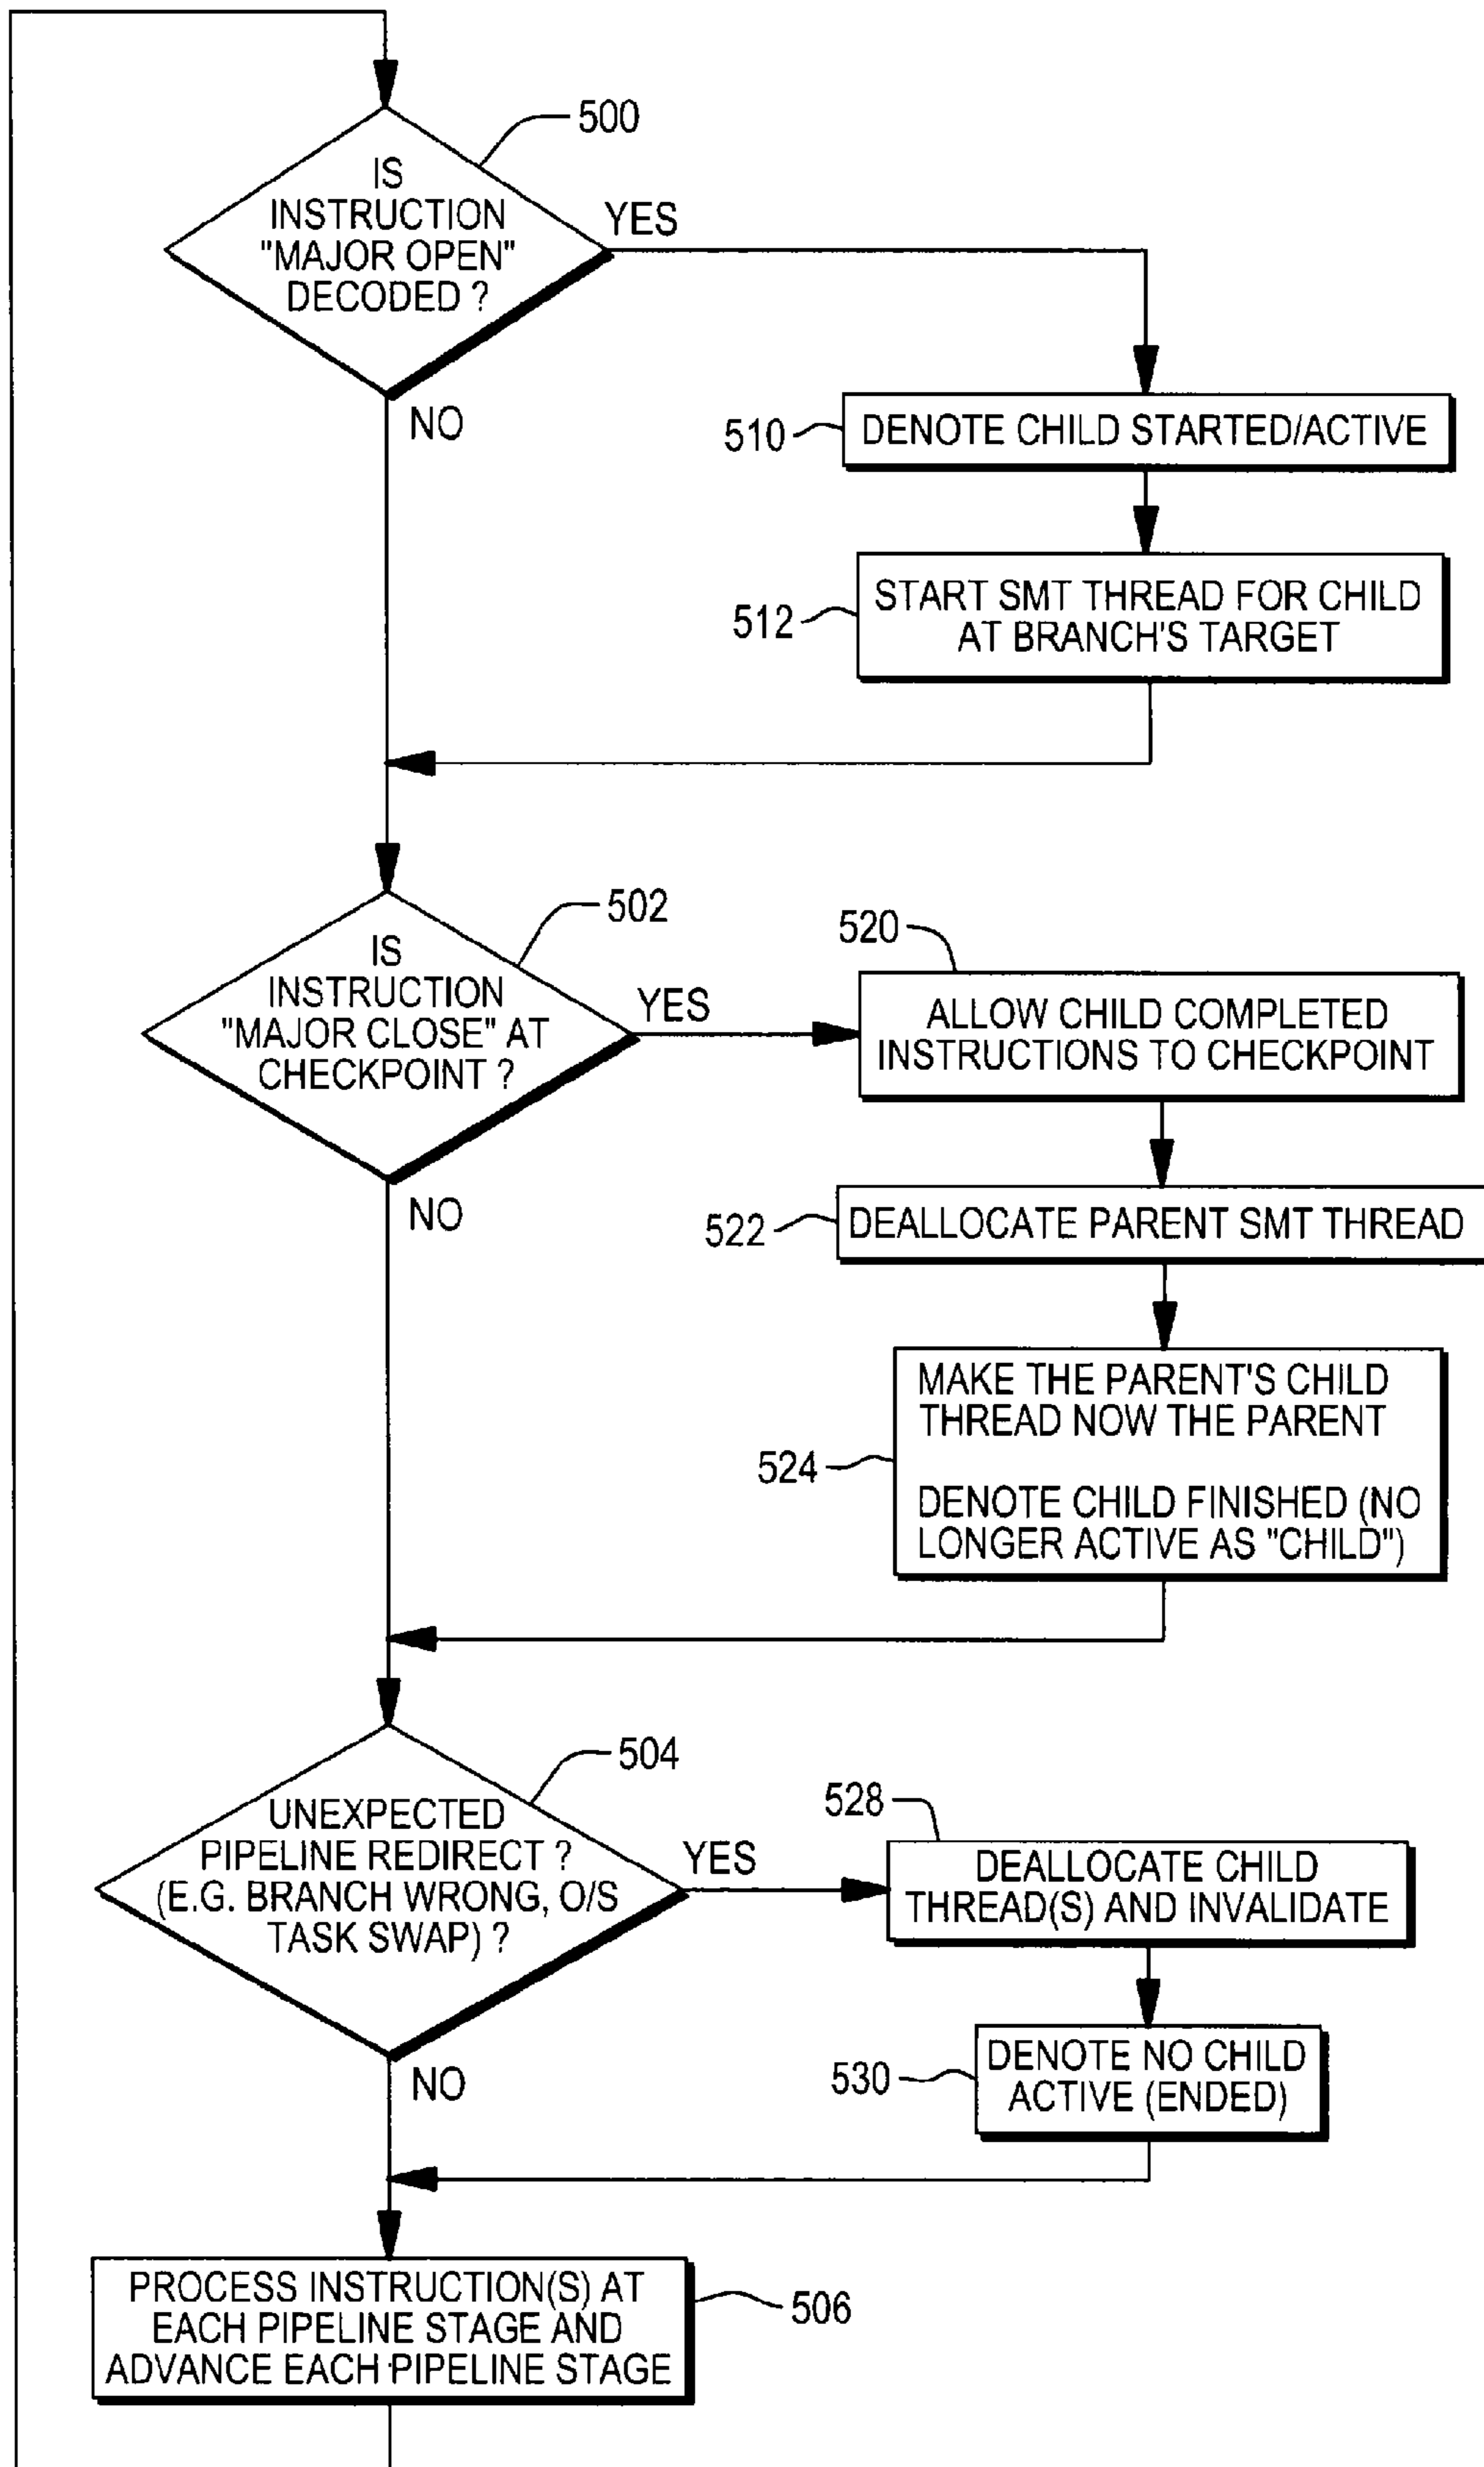 500
IS
INSTRUCTION
"MAJOR OPEN"
DECODED ?
YES
NO
510
DENOTE CHILD STARTED/ACTIVE
512
START SMT THREAD FOR CHILD
AT BRANCH'S TARGET
502
IS
INSTRUCTION
"MAJOR CLOSE" AT
CHECKPOINT ?
YES
NO
520
ALLOW CHILD COMPLETED
INSTRUCTIONS TO CHECKPOINT
522
DEALLOCATE PARENT SMT THREAD
524
MAKE THE PARENT'S CHILD
THREAD NOW THE PARENT
DENOTE CHILD FINISHED (NO
LONGER ACTIVE AS "CHILD")
504
UNEXPECTED
PIPELINE REDIRECT ?
(E.G. BRANCH WRONG, O/S
TASK SWAP) ?
YES
NO
528
DEALLOCATE CHILD
THREAD(S) AND INVALIDATE
530
DENOTE NO CHILD
ACTIVE (ENDED)
PROCESS INSTRUCTION(S) AT
EACH PIPELINE STAGE AND
ADVANCE EACH PIPELINE STAGE
506